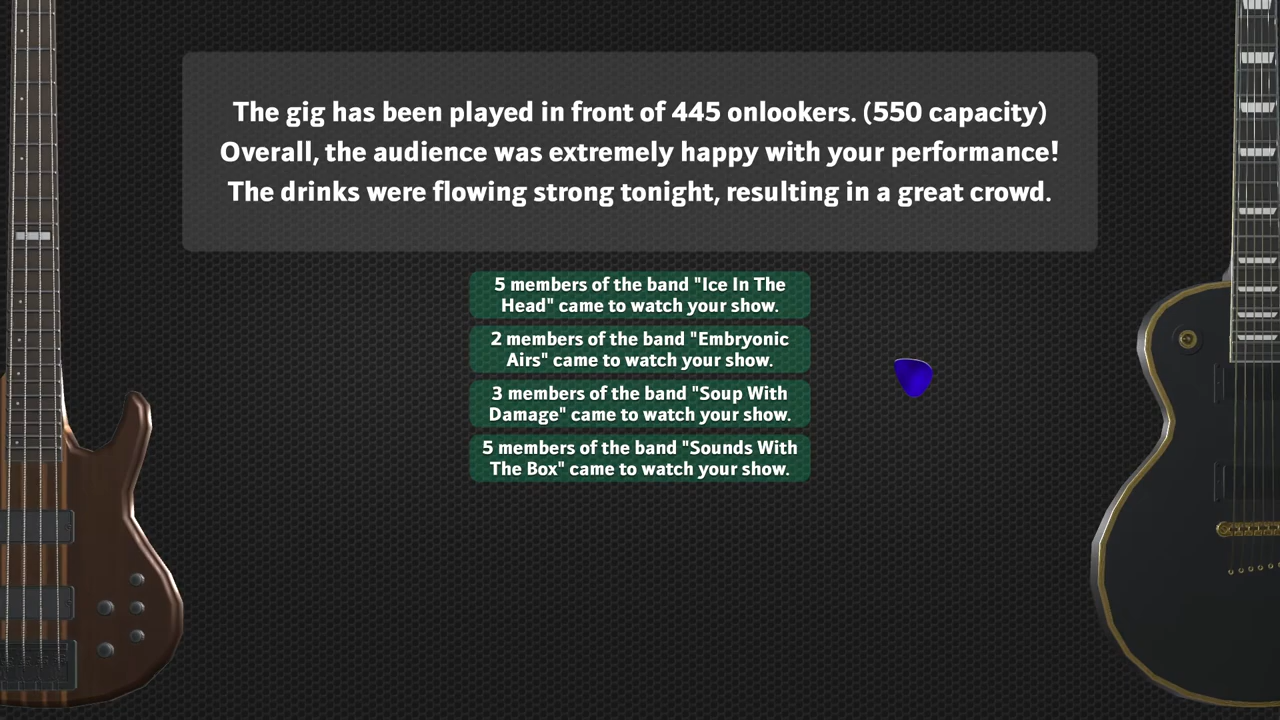 The gig has been played in front of 445 onlookers. (550 capacity)
Overall, the audience was extremely happy with your performance!
The drinks were flowing strong tonight, resulting in a great crowd.
5 members of the band "Ice In The
Head" came to watch your show.
2 members of the band "Embryonic
Airs" came to watch your show.
3 members of the band "Soup With
Damage" came to watch your show.
5 members of the band "Sounds With
The Box" came to watch your show.